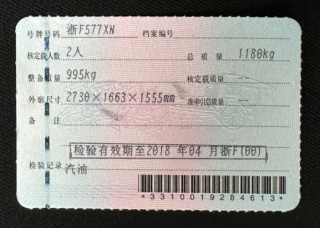 号牌号码 浙F577XN 档案编号
核定载人数 2人 总质量 1180kg
整备质量 995kg 核定载质量 --
外廓尺寸 2730×1663×1555mm 准牵引总质量 --
备注
检验有效期至2018 年04 月浙F(00)
检验记录 汽油
*3310019284613*